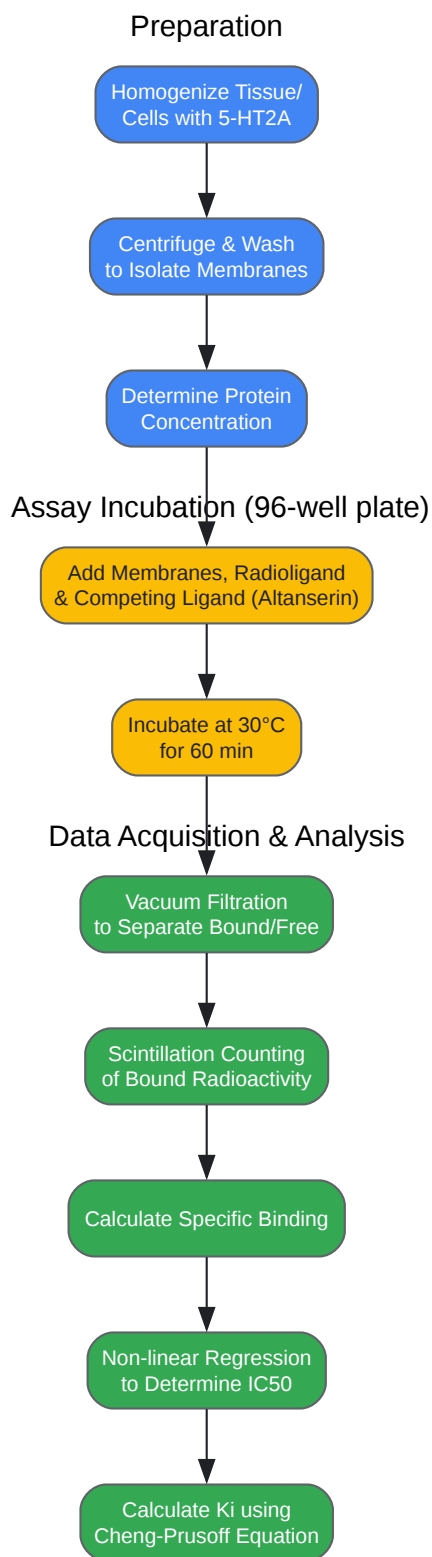 Preparation
Homogenize Tissue/
Cells with 5-HT2A
Centrifuge & Wash
to Isolate Membranes
Determine Protein
Concentration
Assay Incubation (96-well plate)
Add Membranes, Radioligand
& Competing Ligand (Altanserin)
Incubate at 30°C
for 60 min
Data Acquisition & Analysis
Vacuum Filtration
to Separate Bound/Free
Scintillation Counting
of Bound Radioactivity
Calculate Specific Binding
Non-linear Regression
to Determine IC50
Calculate Ki using
Cheng-Prusoff Equation